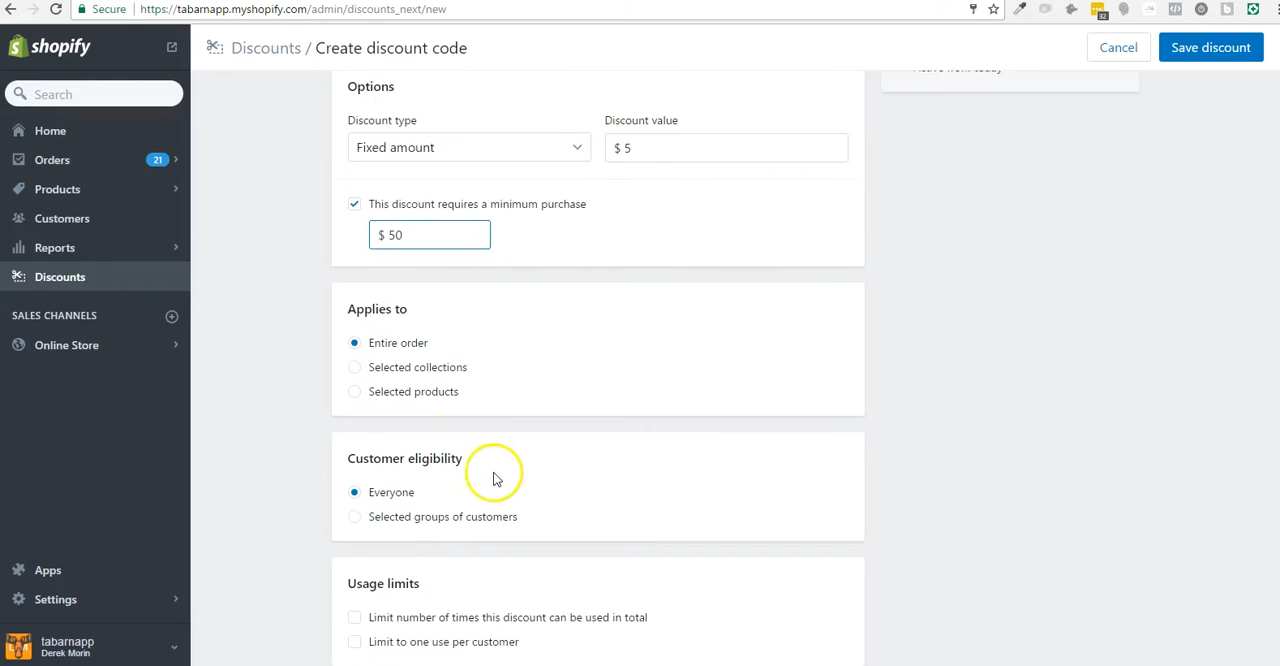 Secure
https://tabarnapp.myshopify.com/admin/discounts_next/new
32
shopify
Discounts / Create discount code
Cancel
Save discount
Active from today
Search
Home
Orders 21
Products
Customers
Reports
Discounts
SALES CHANNELS
Online Store
Apps
Settings
tabarnapp
Derek Morin
Options
Discount type
Discount value
Fixed amount
$ 5
This discount requires a minimum purchase
$ 50
Applies to
Entire order
Selected collections
Selected products
Customer eligibility
Everyone
Selected groups of customers
Usage limits
Limit number of times this discount can be used in total
Limit to one use per customer